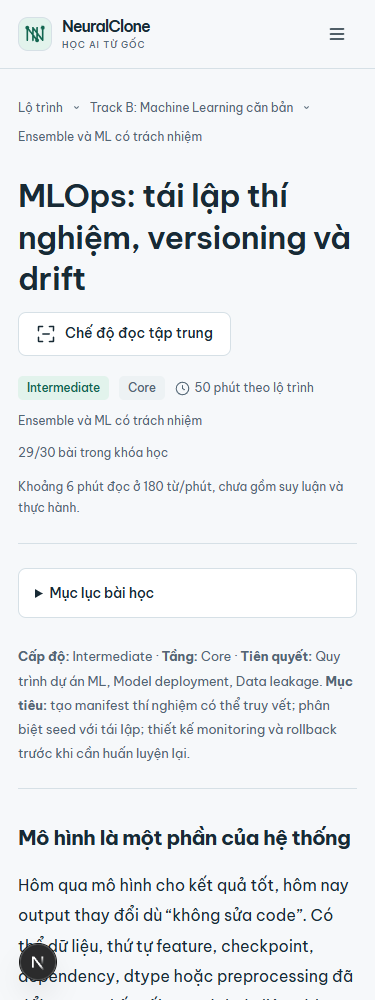 NeuralClone
HỌC AI TỪ GỐC
Lộ trình
Track B: Machine Learning căn bản
Ensemble và ML có trách nhiệm
MLOps: tái lập thí
nghiệm, versioning và
drift
Chế độ đọc tập trung
Intermediate Core 50 phút theo lộ trình
Ensemble và ML có trách nhiệm
29/30 bài trong khóa học
Khoảng 6 phút đọc ở 180 từ/phút, chưa gồm suy luận và
thực hành.
Mục lục bài học
Cấp độ: Intermediate · Tầng: Core · Tiên quyết: Quy
trình dự án ML, Model deployment, Data leakage. Mục
tiêu: tạo manifest thí nghiệm có thể truy vết; phân
biệt seed với tái lập; thiết kế monitoring và rollback
trước khi cần huấn luyện lại.
Mô hình là một phần của hệ thống
Hôm qua mô hình cho kết quả tốt, hôm nay
output thay đổi dù “không sửa code”. Có
thể dữ liệu, thứ tự feature, checkpoint,
dependency, dtype hoặc preprocessing đã